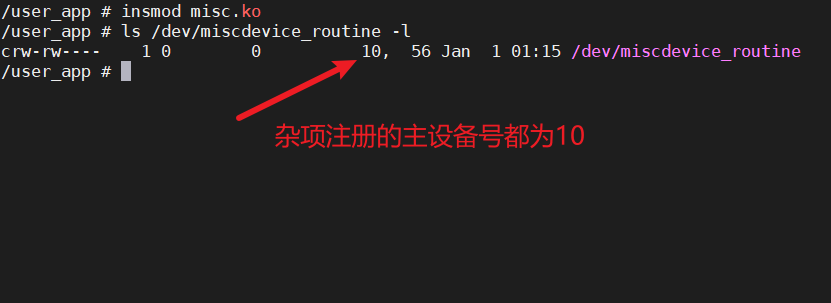 /user_app # insmod misc.ko
/user_app # ls /dev/miscdevice_routine -l
crw-rw---- 1 0 0 10, 56 Jan 1 01:15 /dev/miscdevice_routine
/user_app #
杂项注册的主设备号都为10